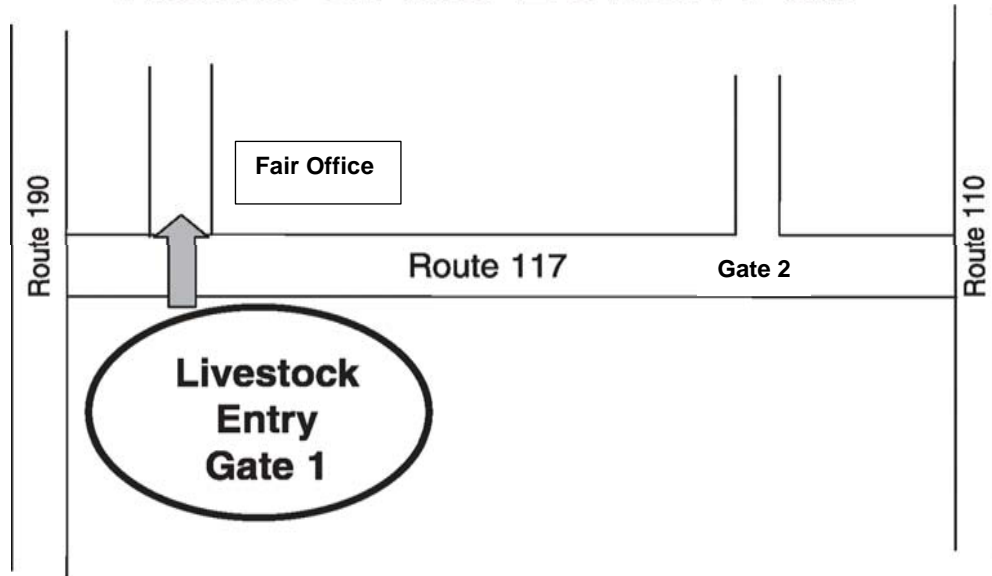 Fair Office
Route 190
Route 117
Gate 2
Route 110
Livestock
Entry
Gate 1